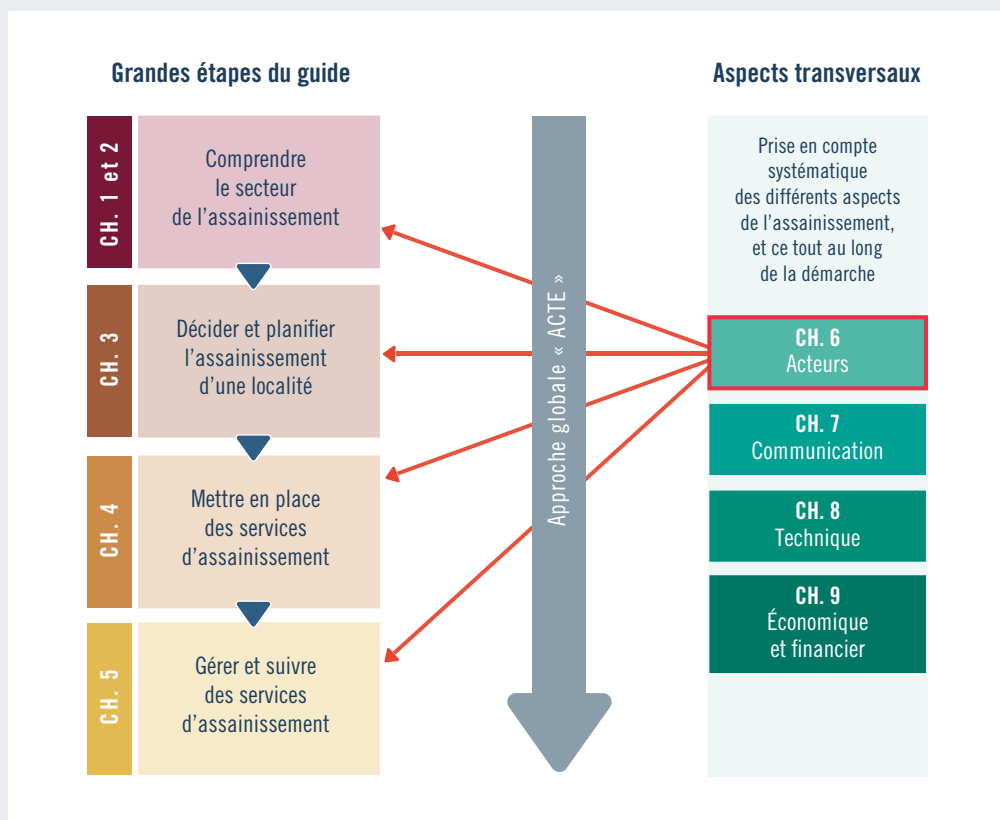 Grandes étapes du guide
CH. 1 et 2
Comprendre
le secteur
de l’assainissement
CH. 3
Décider et planifier
l’assainissement
d’une localité
CH. 4
Mettre en place
des services
d’assainissement
CH. 5
Gérer et suivre
des services
d’assainissement
Approche globale « ACTE »
Aspects transversaux
Prise en compte
systématique
des différents aspects
de l’assainissement,
et ce tout au long
de la démarche
CH. 6
Acteurs
CH. 7
Communication
CH. 8
Technique
CH. 9
Économique
et financier